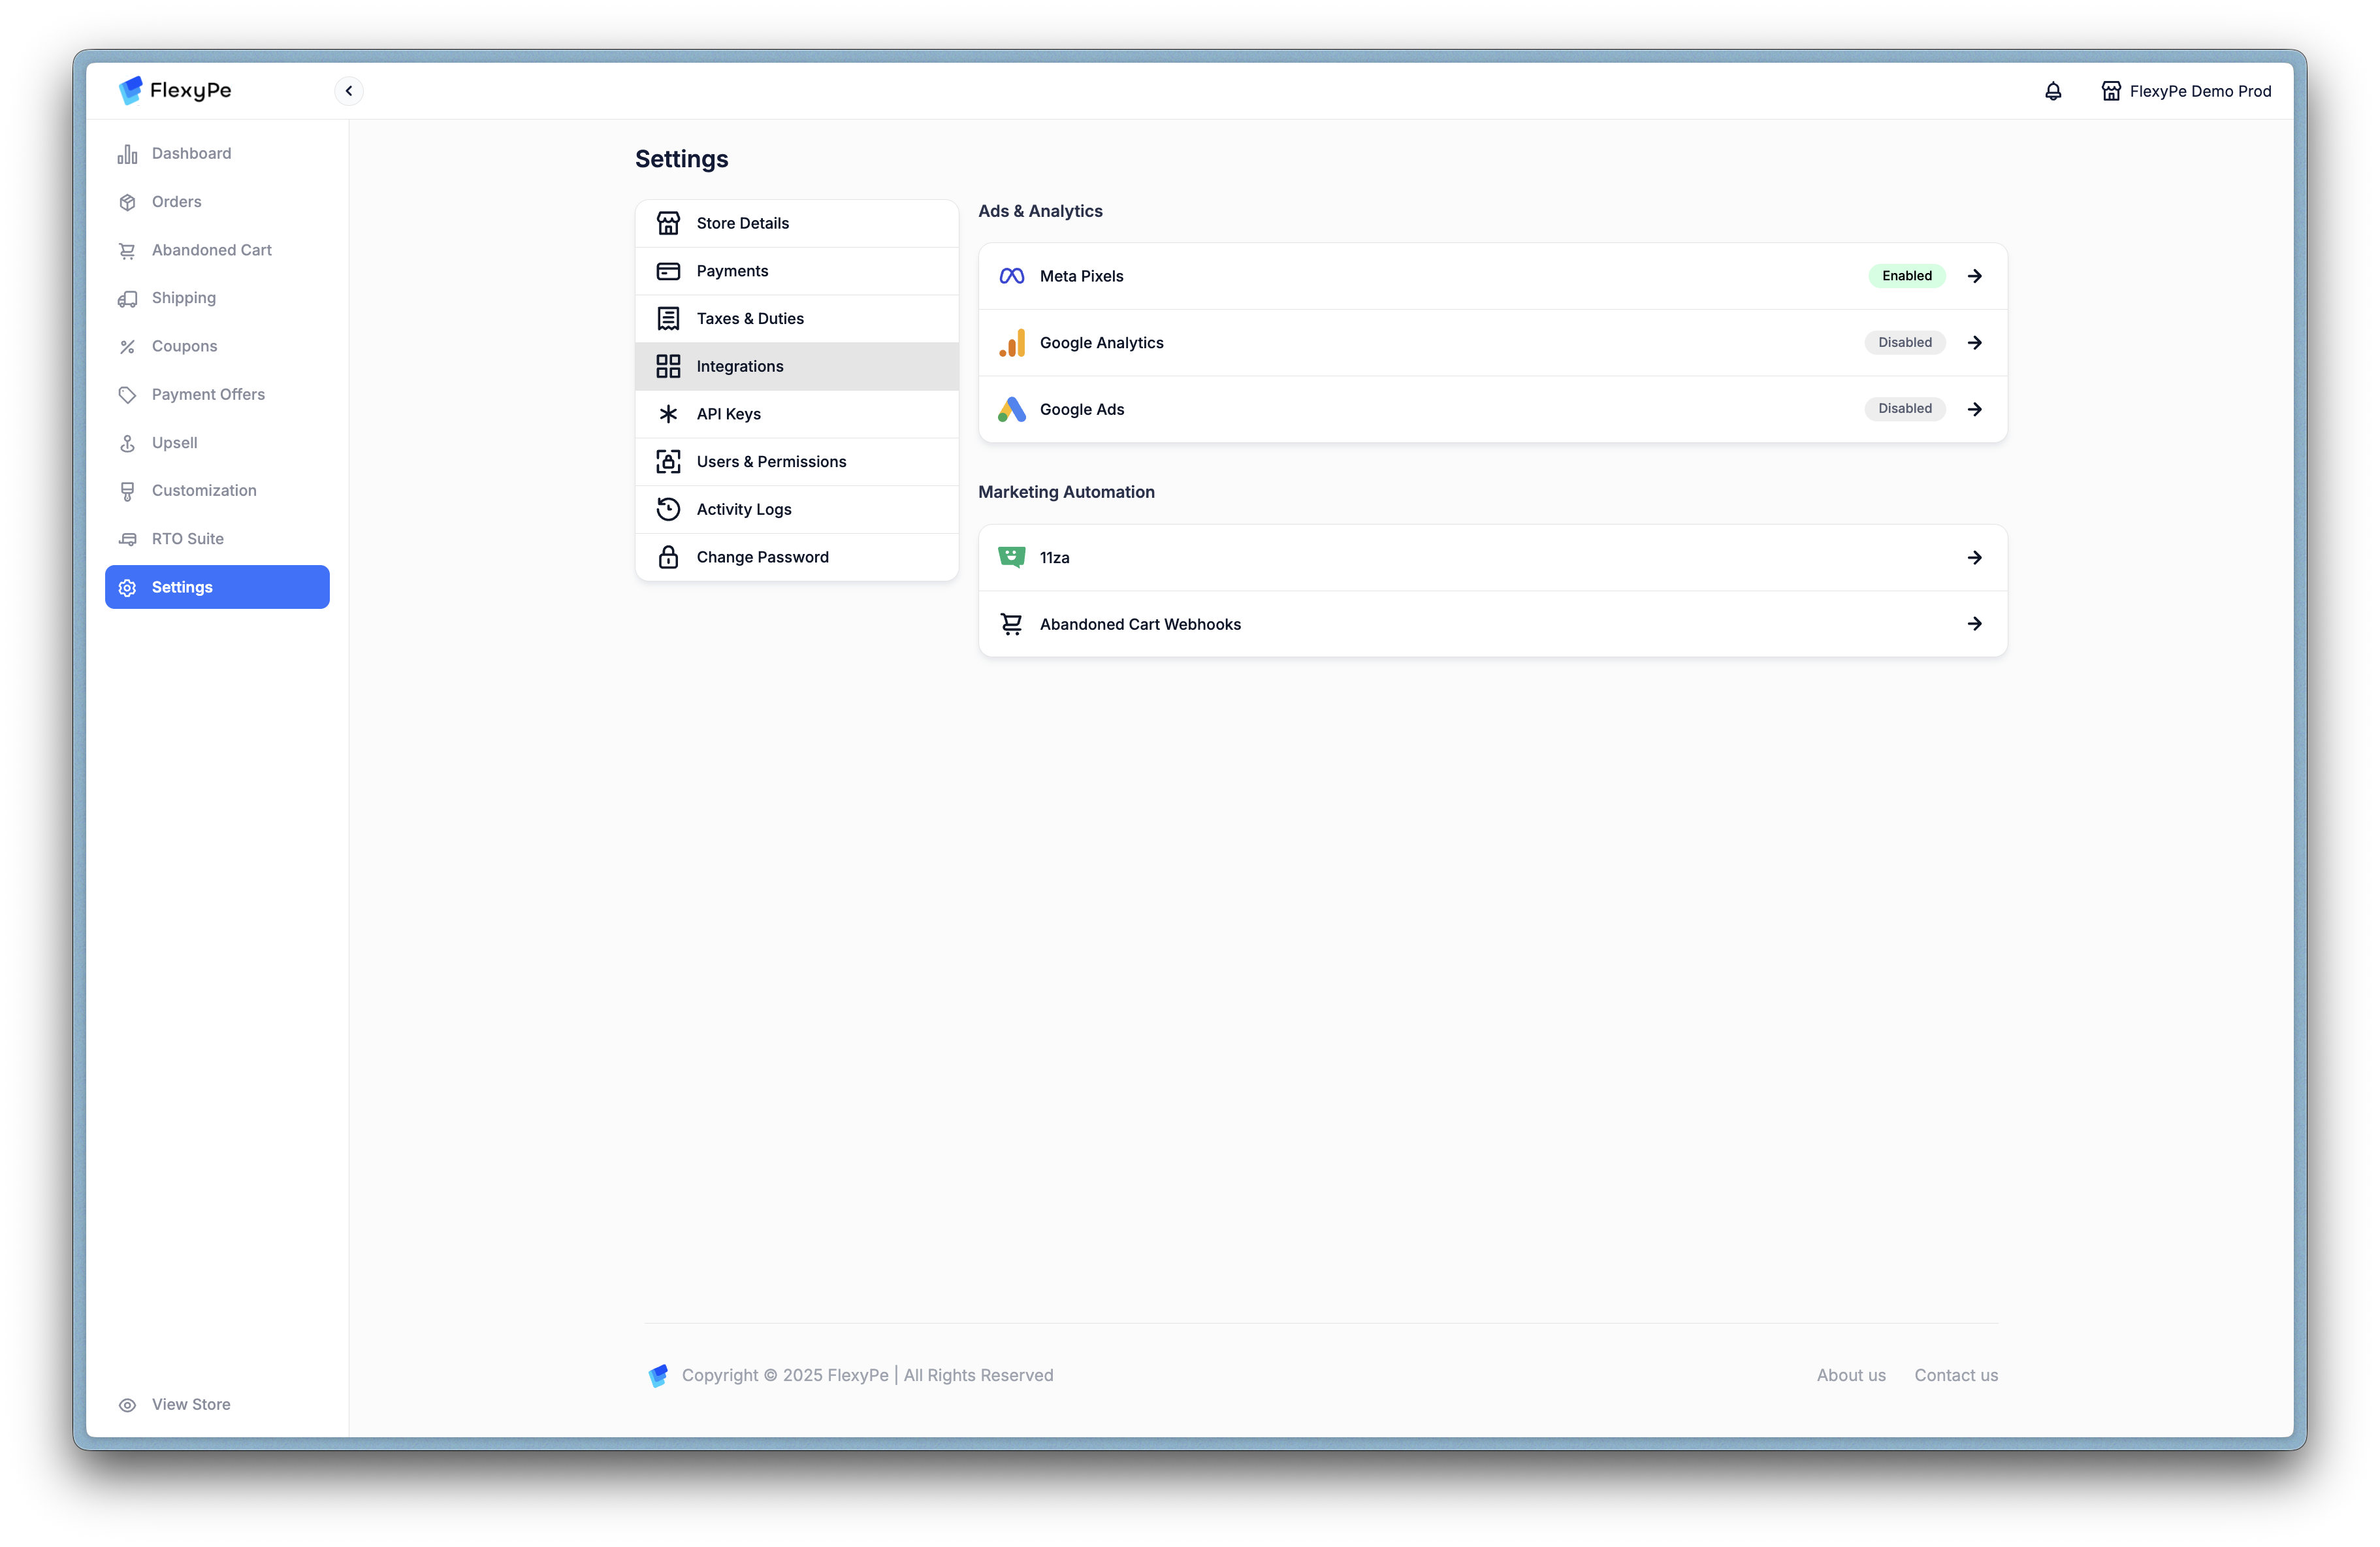 FlexyPe
FlexyPe Demo Prod
Dashboard
Orders
Abandoned Cart
Shipping
Coupons
Payment Offers
Upsell
Customization
RTO Suite
Settings
View Store
Settings
Store Details
Payments
Taxes & Duties
Integrations
API Keys
Users & Permissions
Activity Logs
Change Password
Ads & Analytics
Meta Pixels Enabled
Google Analytics Disabled
Google Ads Disabled
Marketing Automation
11za
Abandoned Cart Webhooks
Copyright © 2025 FlexyPe | All Rights Reserved
About us Contact us